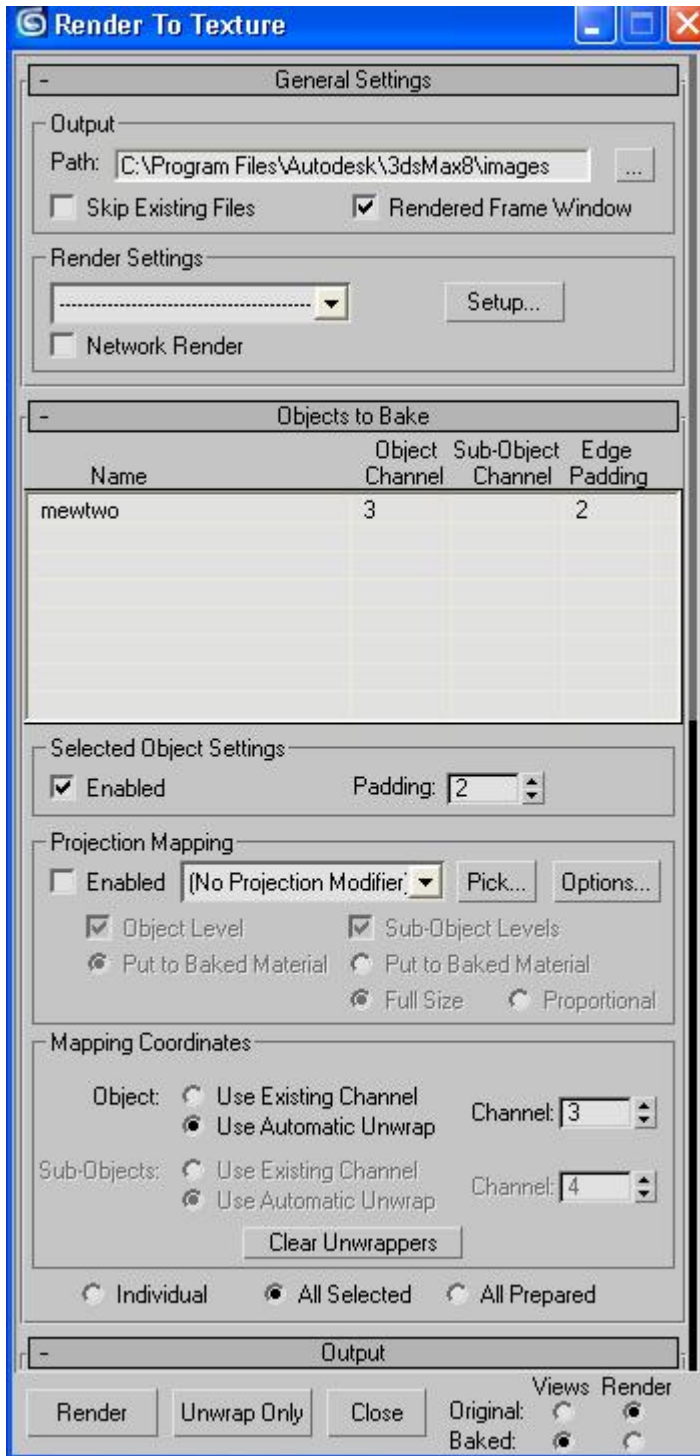 Render To Texture
- General Settings
Output
Path: C:\Program Files\Autodesk\3dsMax8\images ...
Skip Existing Files Rendered Frame Window
Render Settings
--------------------------------------- Setup...
Network Render
- Objects to Bake
Name Object Channel Sub-Object Channel Edge Padding
mewtwo 3 2
Selected Object Settings
Enabled Padding: 2
Projection Mapping
Enabled (No Projection Modifier) Pick... Options...
Object Level Sub-Object Levels
Put to Baked Material Put to Baked Material
Full Size Proportional
Mapping Coordinates
Object: Use Existing Channel
Use Automatic Unwrap Channel: 3
Sub-Objects: Use Existing Channel
Use Automatic Unwrap Channel: 4
Clear Unwrappers
Individual All Selected All Prepared
- Output
Views Render
Render Unwrap Only Close Original:
Baked: